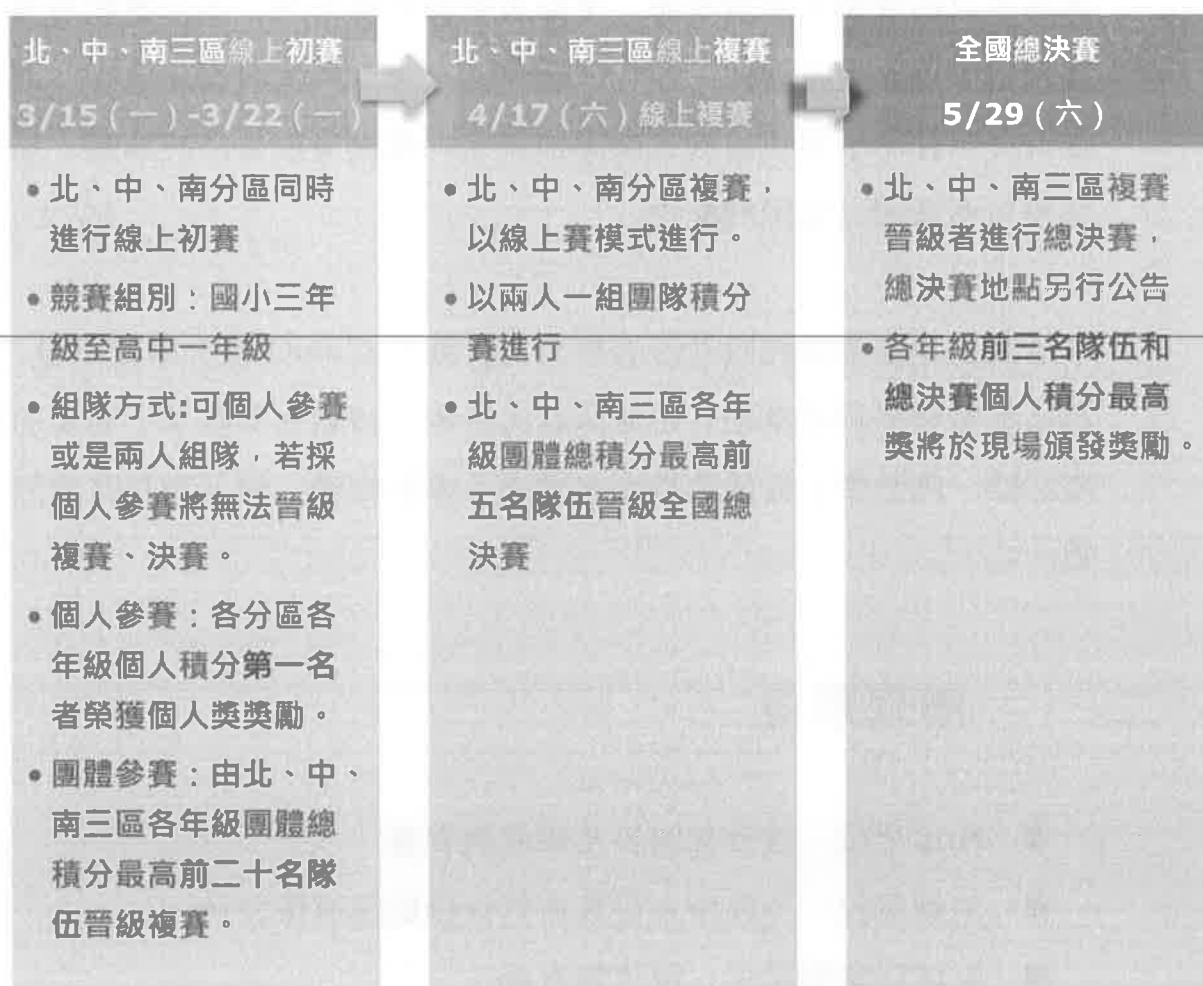 北、中、南三區線上初賽
3/15（一）-3/22（一）
• 北、中、南分區同時
進行線上初賽
• 競賽組別：國小三年
級至高中一年級
• 組隊方式:可個人參賽
或是兩人組隊，若採
個人參賽將無法晉級
複賽、決賽。
• 個人參賽：各分區各
年級個人積分第一名
者榮獲個人獎獎勵。
• 團體參賽：由北、中、
南三區各年級團體總
積分最高前二十名隊
伍晉級複賽。
北、中、南三區線上複賽
4/17（六）線上複賽
• 北、中、南分區複賽，
以線上賽模式進行。
• 以兩人一組團隊積分
賽進行
• 北、中、南三區各年
級團體總積分最高前
五名隊伍晉級全國總
決賽
全國總決賽
5/29（六）
• 北、中、南三區複賽
晉級者進行總決賽，
總決賽地點另行公告
• 各年級前三名隊伍和
總決賽個人積分最高
獎將於現場頒發獎勵。